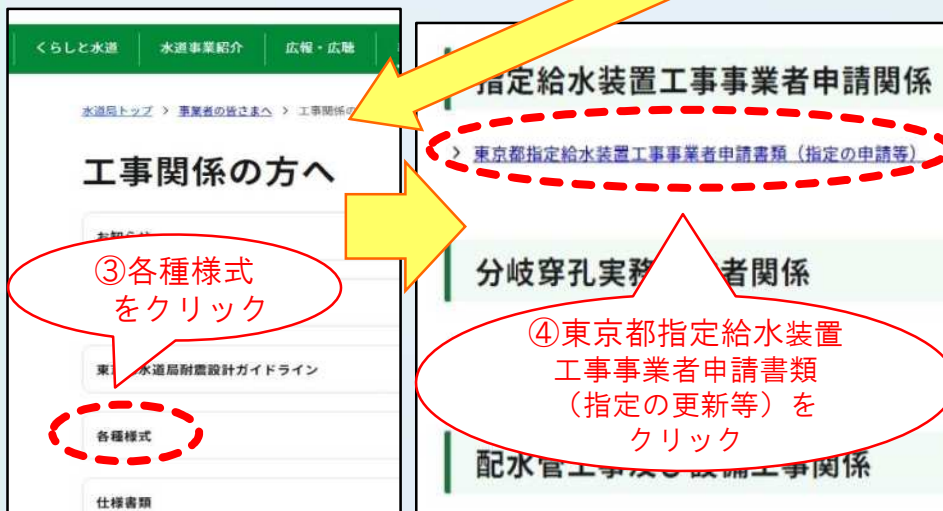 くらしと水道 水道事業紹介 広報・広聴
水道局トップ > 事業者の皆さまへ > 工事関係の
工事関係の方へ
お知らせ
③各種様式
をクリック
水道局耐震設計ガイドライン
各種様式
仕様書類
指定給水装置工事事業者申請関係
> 東京都指定給水装置工事事業者申請書類（指定の申請等）
分岐穿孔実務 者関係
④東京都指定給水装置
工事事業者申請書類
（指定の更新等）を
クリック
配水管工事及び設備工事関係